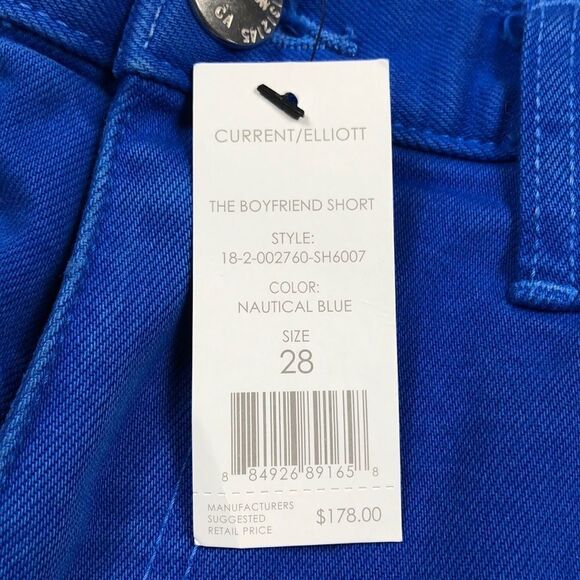 CURRENT/ELLIOTT
THE BOYFRIEND SHORT
STYLE:
18-2-002760-SH6007
COLOR:
NAUTICAL BLUE
SIZE
28
8 84926 89165 8
MANUFACTURERS
SUGGESTED
RETAIL PRICE
$178.00